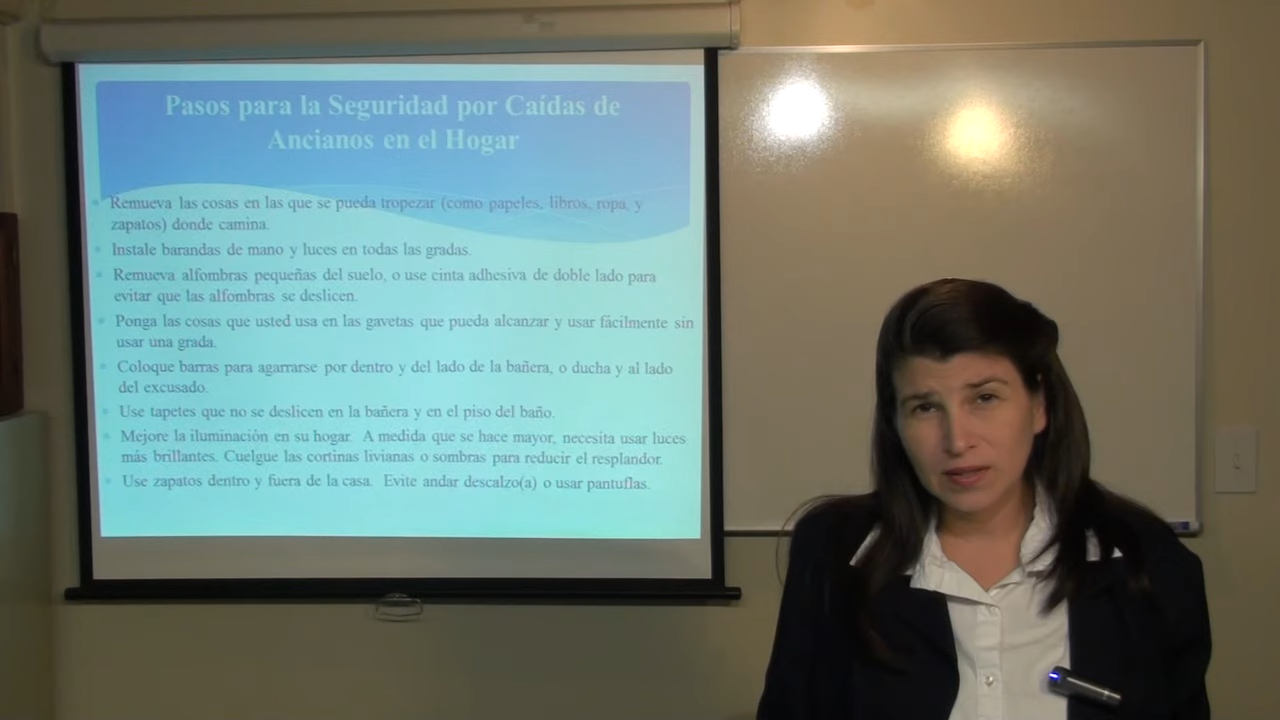 Pasos para la Seguridad por Caídas de
Ancianos en el Hogar
Remueva las cosas en las que se pueda tropezar (como papeles, libros, ropa, y
zapatos) donde camina.
Instale barandas de mano y luces en todas las gradas.
Remueva alfombras pequeñas del suelo, o use cinta adhesiva de doble lado para
evitar que las alfombras se deslicen.
Ponga las cosas que usted usa en las gavetas que pueda alcanzar y usar fácilmente sin
usar una grada.
Coloque barras para agarrarse por dentro y del lado de la bañera, o ducha y al lado
del excusado.
Use tapetes que no se deslicen en la bañera y en el piso del baño.
Mejore la iluminación en su hogar. A medida que se hace mayor, necesita usar luces
más brillantes. Cuelgue las cortinas livianas o sombras para reducir el resplandor.
Use zapatos dentro y fuera de la casa. Evite andar descalzo(a) o usar pantuflas.